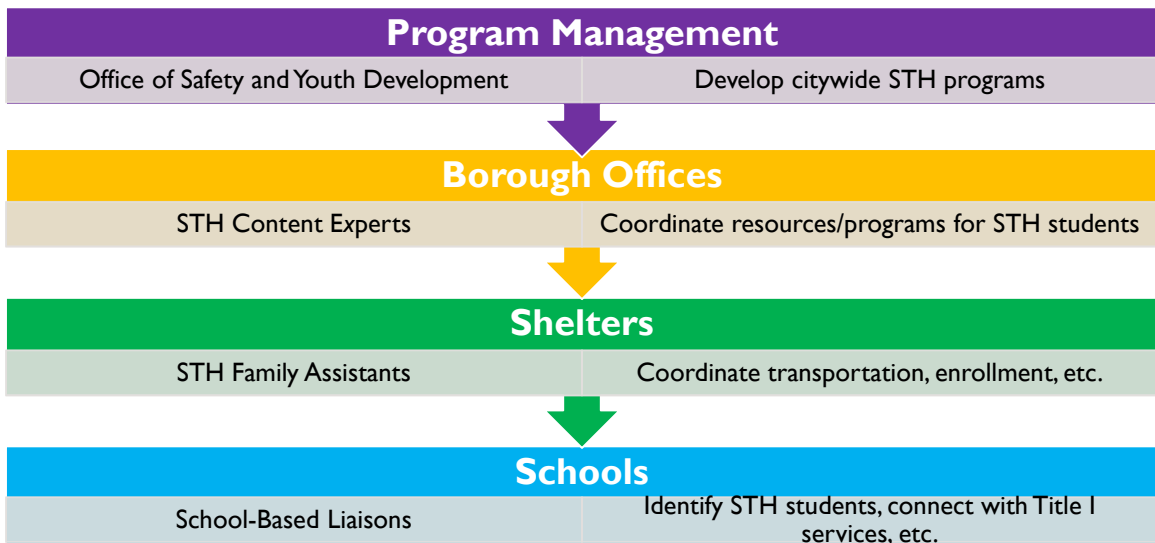 Program Management
Office of Safety and Youth Development
Develop citywide STH programs
Borough Offices
STH Content Experts
Coordinate resources/programs for STH students
Shelters
STH Family Assistants
Coordinate transportation, enrollment, etc.
Schools
School-Based Liaisons
Identify STH students, connect with Title I
services, etc.